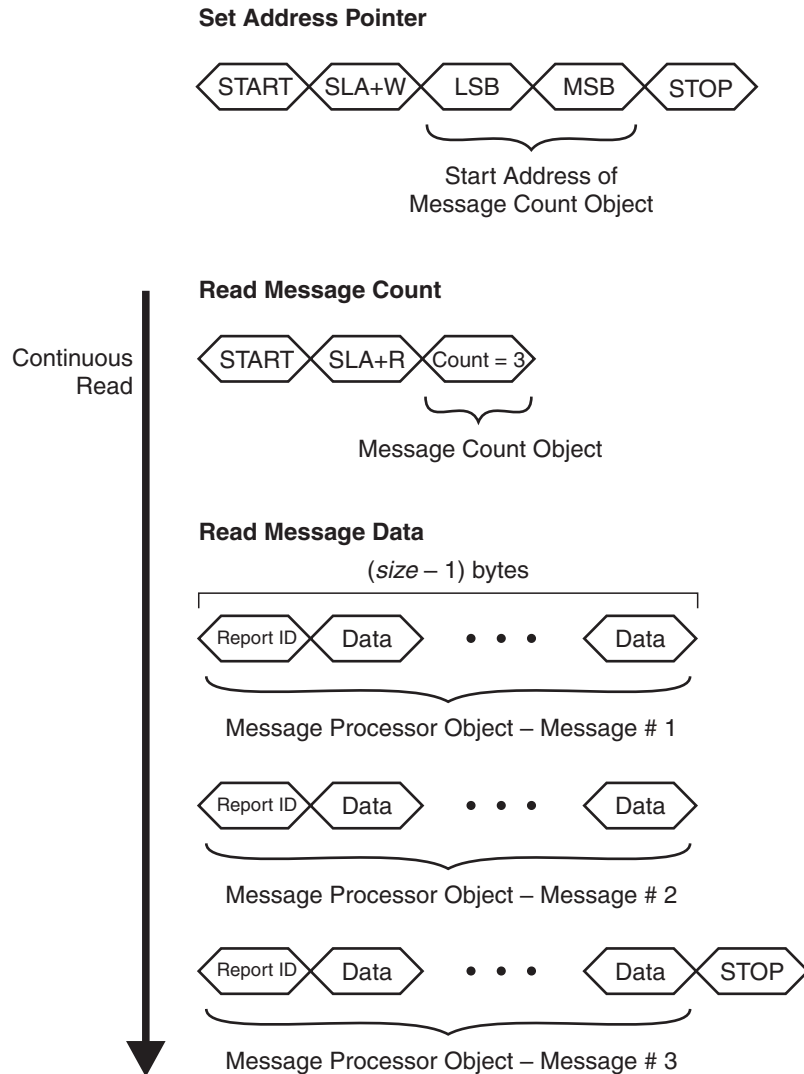 Set Address Pointer
START SLA+W LSB MSB STOP
Start Address of
Message Count Object
Read Message Count
Continuous
Read
START SLA+R Count = 3
Message Count Object
Read Message Data
(size – 1) bytes
Report ID Data • • • Data
Message Processor Object – Message # 1
Report ID Data • • • Data
Message Processor Object – Message # 2
Report ID Data • • • Data STOP
Message Processor Object – Message # 3